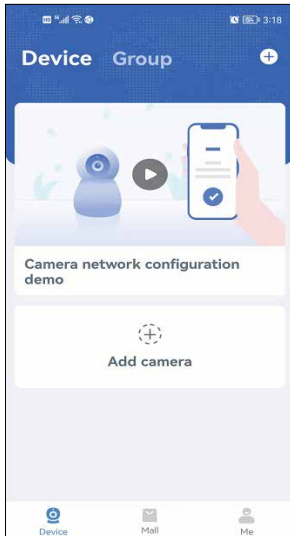 3:18
Device Group
Camera network configuration
demo
Add camera
Device Mall Me